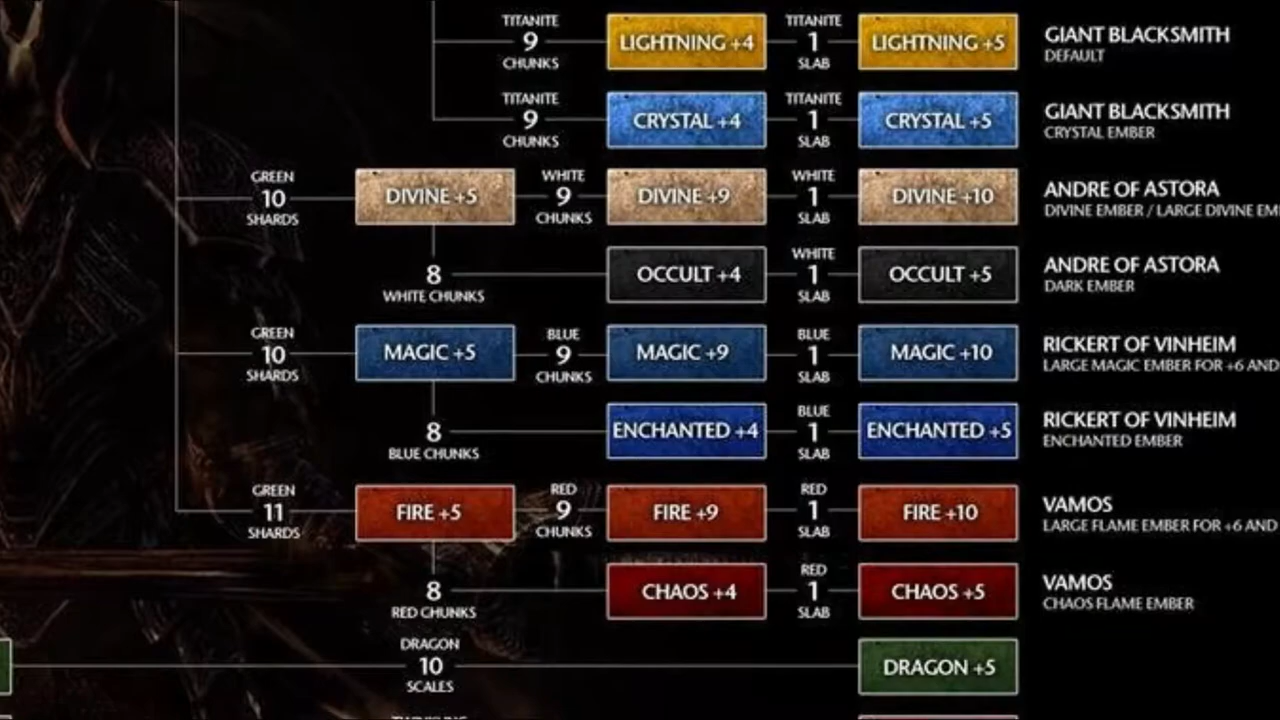 TITANITE
9
CHUNKS
LIGHTNING +4
TITANITE
1
SLAB
LIGHTNING +5
GIANT BLACKSMITH
DEFAULT
TITANITE
9
CHUNKS
CRYSTAL +4
TITANITE
1
SLAB
CRYSTAL +5
GIANT BLACKSMITH
CRYSTAL EMBER
GREEN
10
SHARDS
DIVINE +5
WHITE
9
CHUNKS
DIVINE +9
WHITE
1
SLAB
DIVINE +10
ANDRE OF ASTORA
DIVINE EMBER / LARGE DIVINE EM
8
WHITE CHUNKS
OCCULT +4
WHITE
1
SLAB
OCCULT +5
ANDRE OF ASTORA
DARK EMBER
GREEN
10
SHARDS
MAGIC +5
BLUE
9
CHUNKS
MAGIC +9
BLUE
1
SLAB
MAGIC +10
RICKERT OF VINHEIM
LARGE MAGIC EMBER FOR +6 AND
8
BLUE CHUNKS
ENCHANTED +4
BLUE
1
SLAB
ENCHANTED +5
RICKERT OF VINHEIM
ENCHANTED EMBER
GREEN
11
SHARDS
FIRE +5
RED
9
CHUNKS
FIRE +9
RED
1
SLAB
FIRE +10
VAMOS
LARGE FLAME EMBER FOR +6 AND
8
RED CHUNKS
CHAOS +4
RED
1
SLAB
CHAOS +5
VAMOS
CHAOS FLAME EMBER
DRAGON
10
SCALES
DRAGON +5